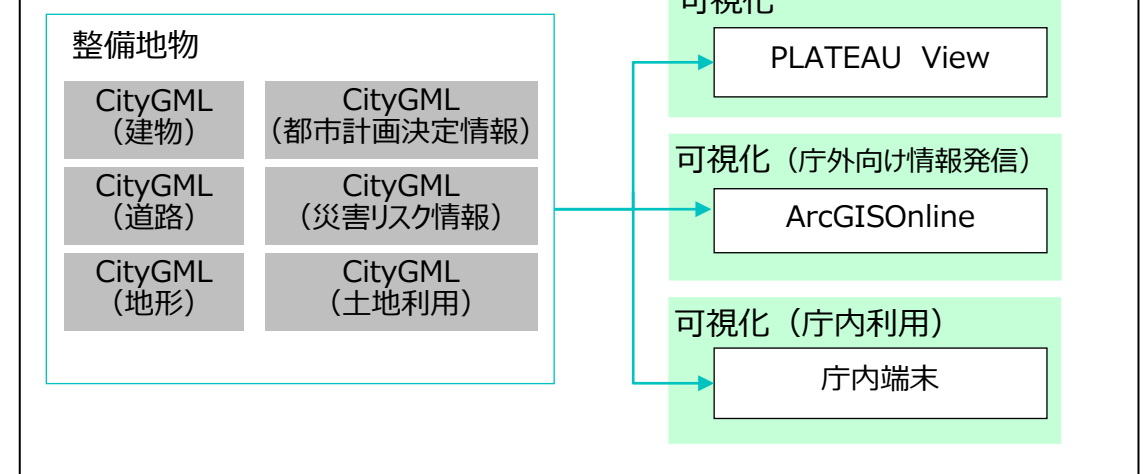 整備地物
CityGML
（建物）
CityGML
（都市計画決定情報）
CityGML
（道路）
CityGML
（災害リスク情報）
CityGML
（地形）
CityGML
（土地利用）
可視化
PLATEAU View
可視化（庁外向け情報発信）
ArcGISOnline
可視化（庁内利用）
庁内端末